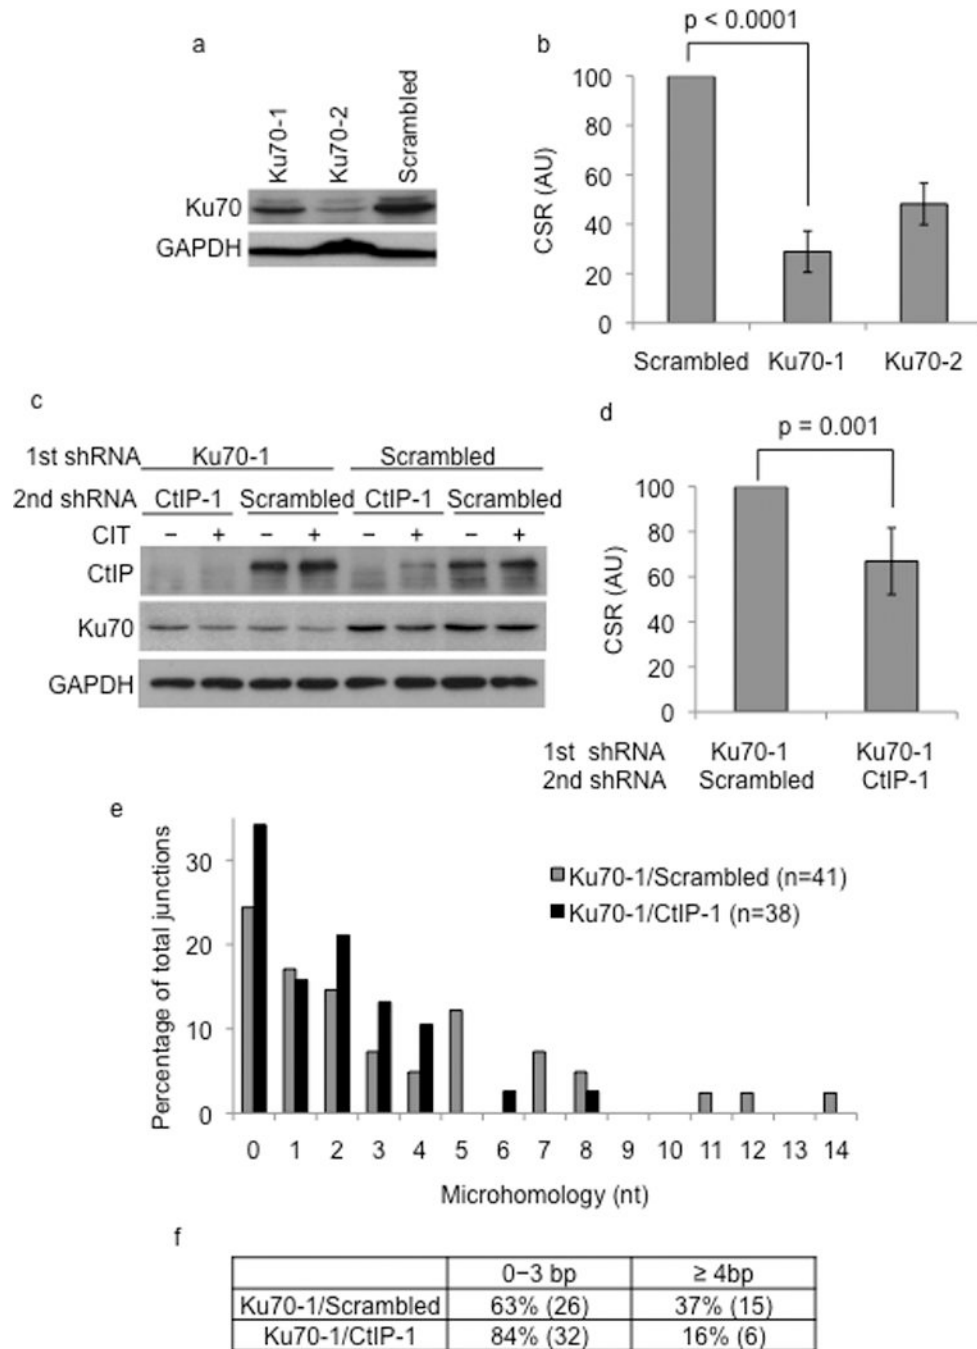 a
Ku70-1
Ku70-2
Scrambled
Ku70
GAPDH
b
p < 0.0001
CSR (AU)
100
80
60
40
20
0
Scrambled Ku70-1 Ku70-2
c
1st shRNA Ku70-1 Scrambled
2nd shRNA CtIP-1 Scrambled CtIP-1 Scrambled
CIT − + − + − + − +
CtIP
Ku70
GAPDH
d
p = 0.001
CSR (AU)
100
80
60
40
20
0
1st shRNA Ku70-1 Ku70-1
2nd shRNA Scrambled CtIP-1
e
Percentage of total junctions
30
20
10
0
Ku70-1/Scrambled (n=41)
Ku70-1/CtIP-1 (n=38)
0 1 2 3 4 5 6 7 8 9 10 11 12 13 14
Microhomology (nt)
f
0−3 bp ≥ 4bp
Ku70-1/Scrambled 63% (26) 37% (15)
Ku70-1/CtIP-1 84% (32) 16% (6)